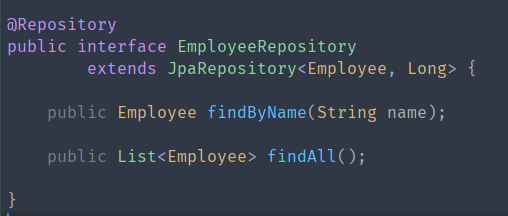 @Repository
public interface EmployeeRepository
extends JpaRepository<Employee, Long> {
public Employee findByName(String name);
public List<Employee> findAll();
}